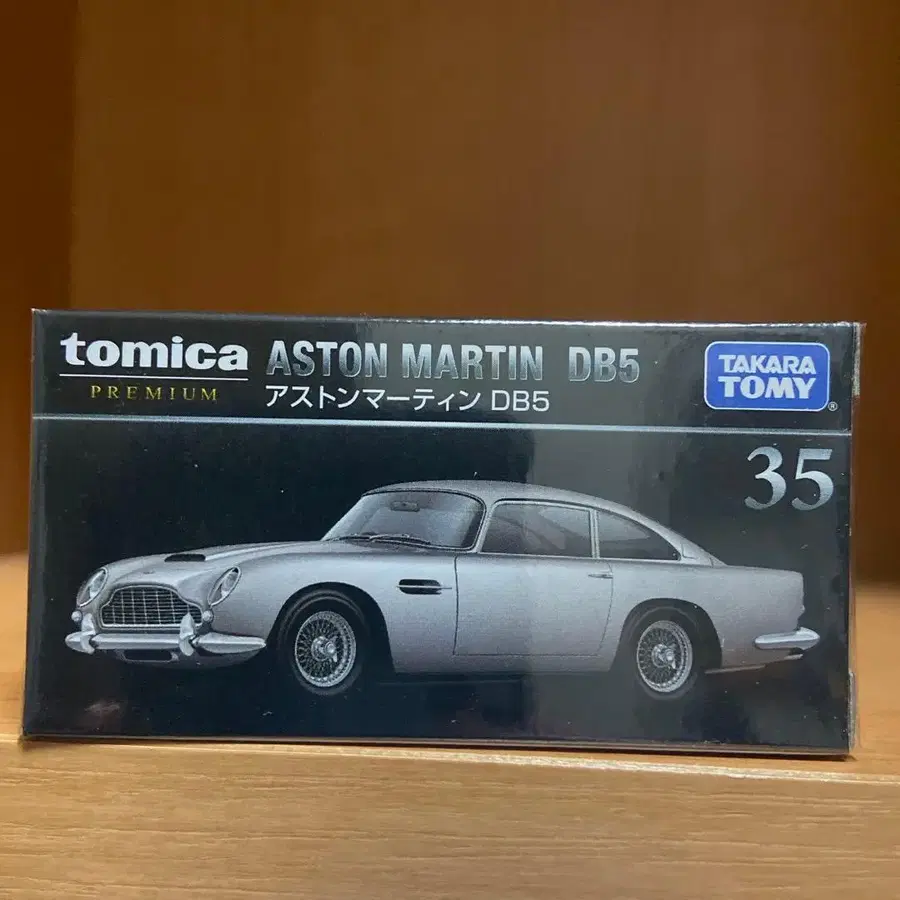 tomica ASTON MARTIN DB5
PREMIUM アストンマーティン DB5
TAKARA
TOMY®
35